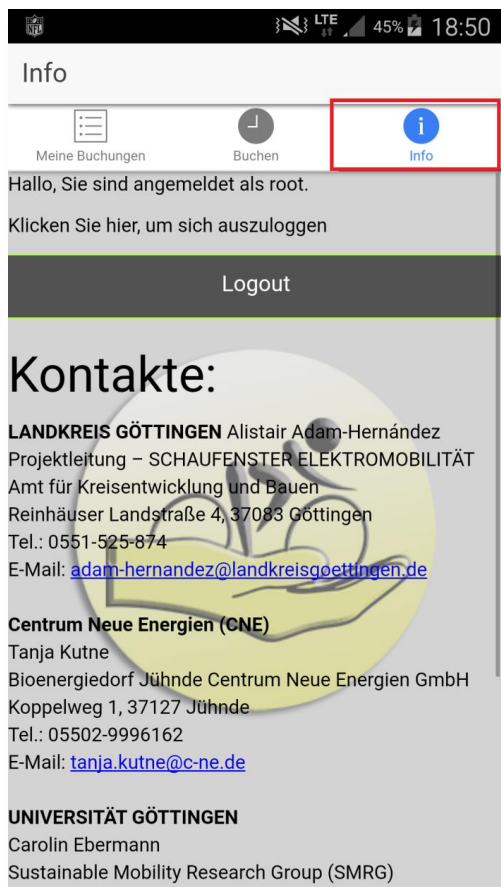 NFL
LTE
45%
18:50
Info
Meine Buchungen
Buchen
Info
Hallo, Sie sind angemeldet als root.
Klicken Sie hier, um sich auszuloggen
Logout
Kontakte:
LANDKREIS GÖTTINGEN Alistair Adam-Hernández
Projektleitung – SCHAUFENSTER ELEKTROMOBILITÄT
Amt für Kreisentwicklung und Bauen
Reinhäuser Landstraße 4, 37083 Göttingen
Tel.: 0551-525-874
E-Mail: adam-hernandez@landkreisgoettingen.de
Centrum Neue Energien (CNE)
Tanja Kutne
Bioenergiedorf Jühnde Centrum Neue Energien GmbH
Koppelweg 1, 37127 Jühnde
Tel.: 05502-9996162
E-Mail: tanja.kutne@c-ne.de
UNIVERSITÄT GÖTTINGEN
Carolin Ebermann
Sustainable Mobility Research Group (SMRG)